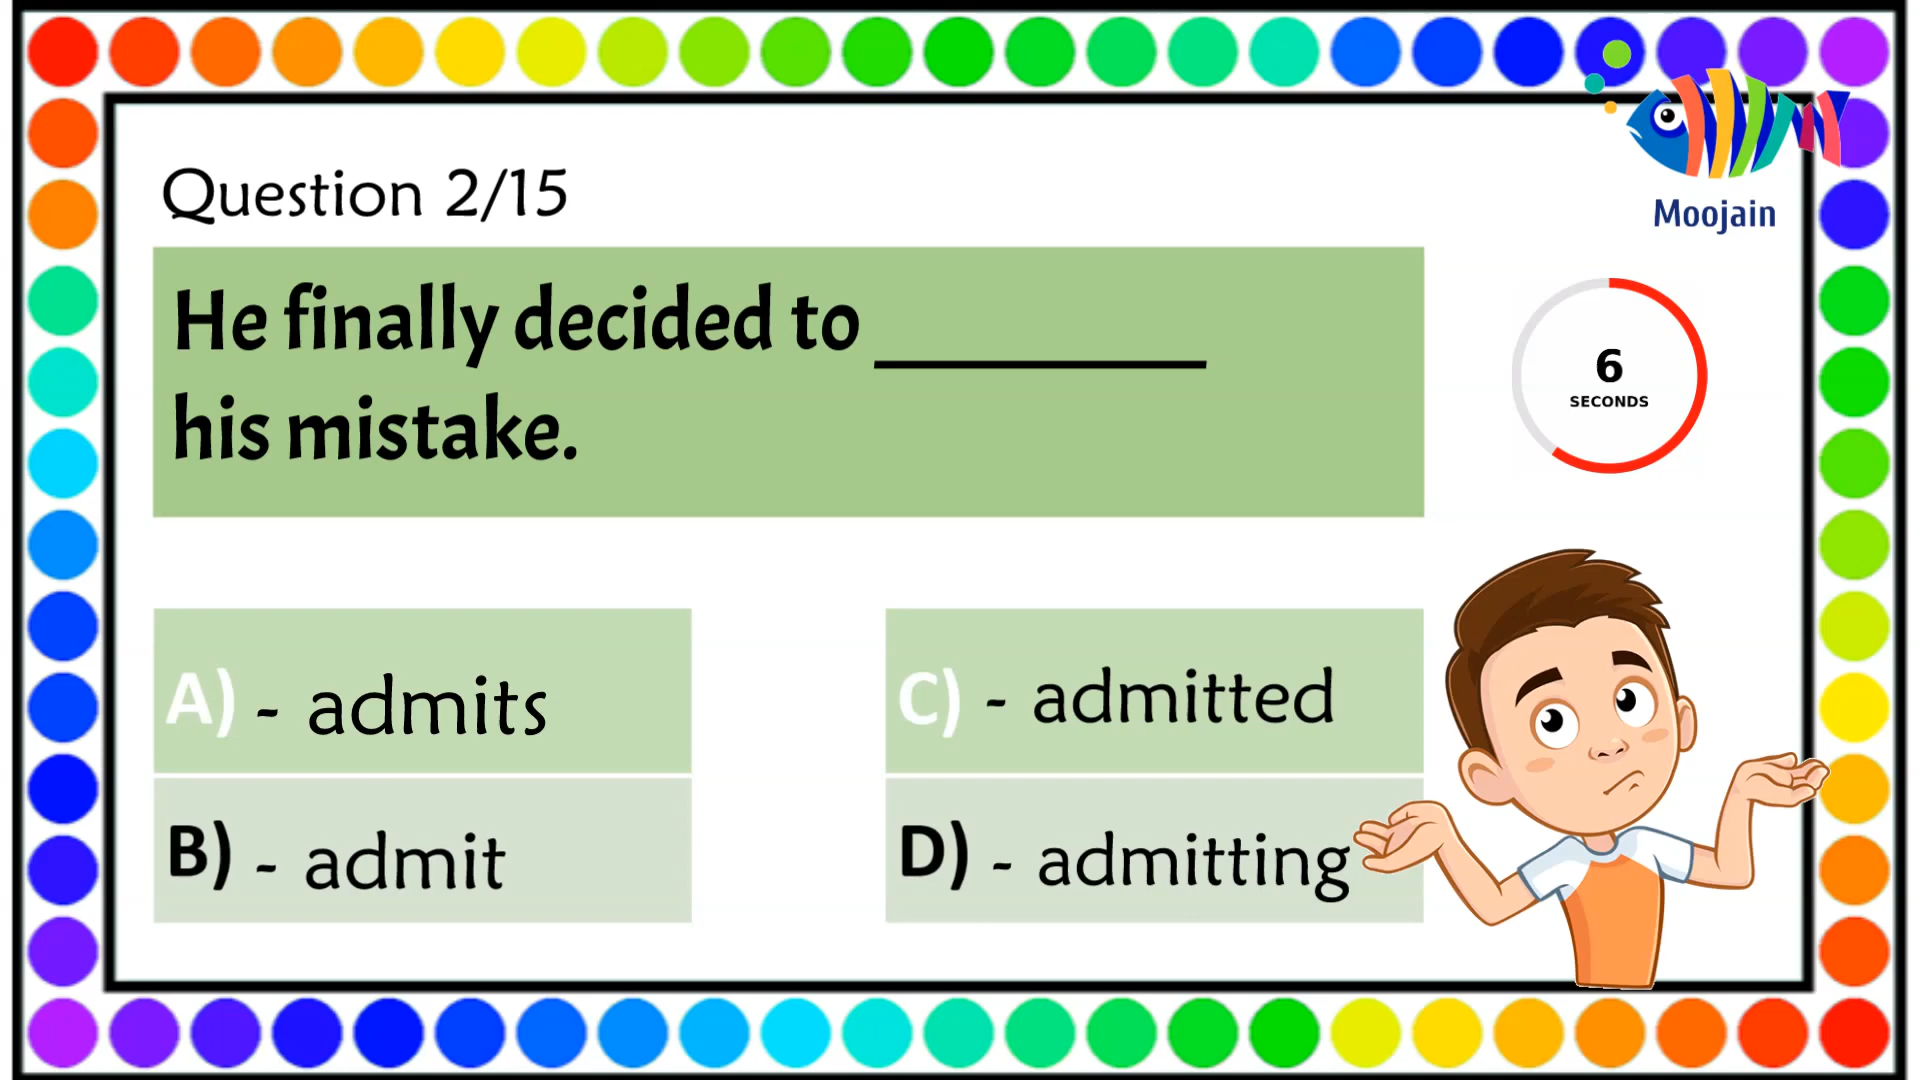 Question 2/15
Moojain
He finally decided to ________
his mistake.
6
SECONDS
A) - admits
C) - admitted
B) - admit
D) - admitting